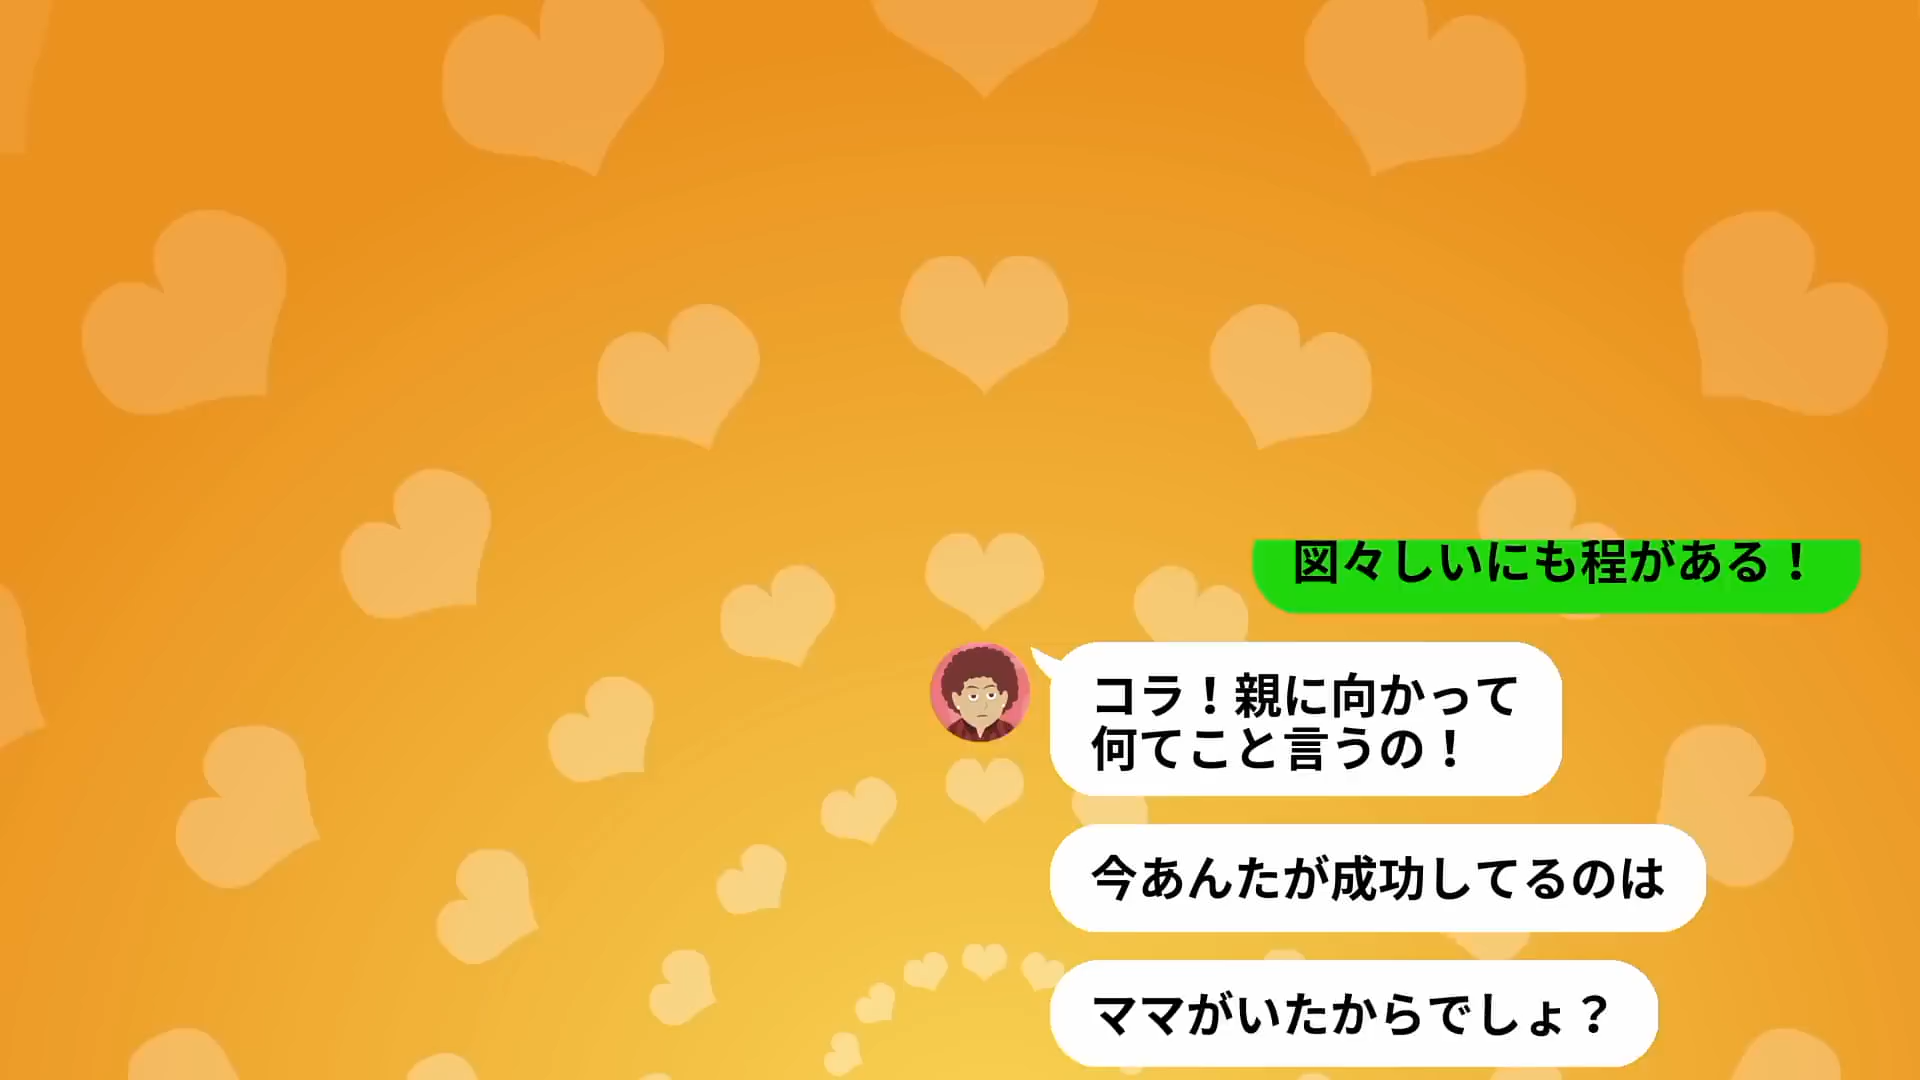 図々しいにも程がある！
コラ！親に向かって
何てこと言うの！
今あんたが成功してるのは
ママがいたからでしょ？